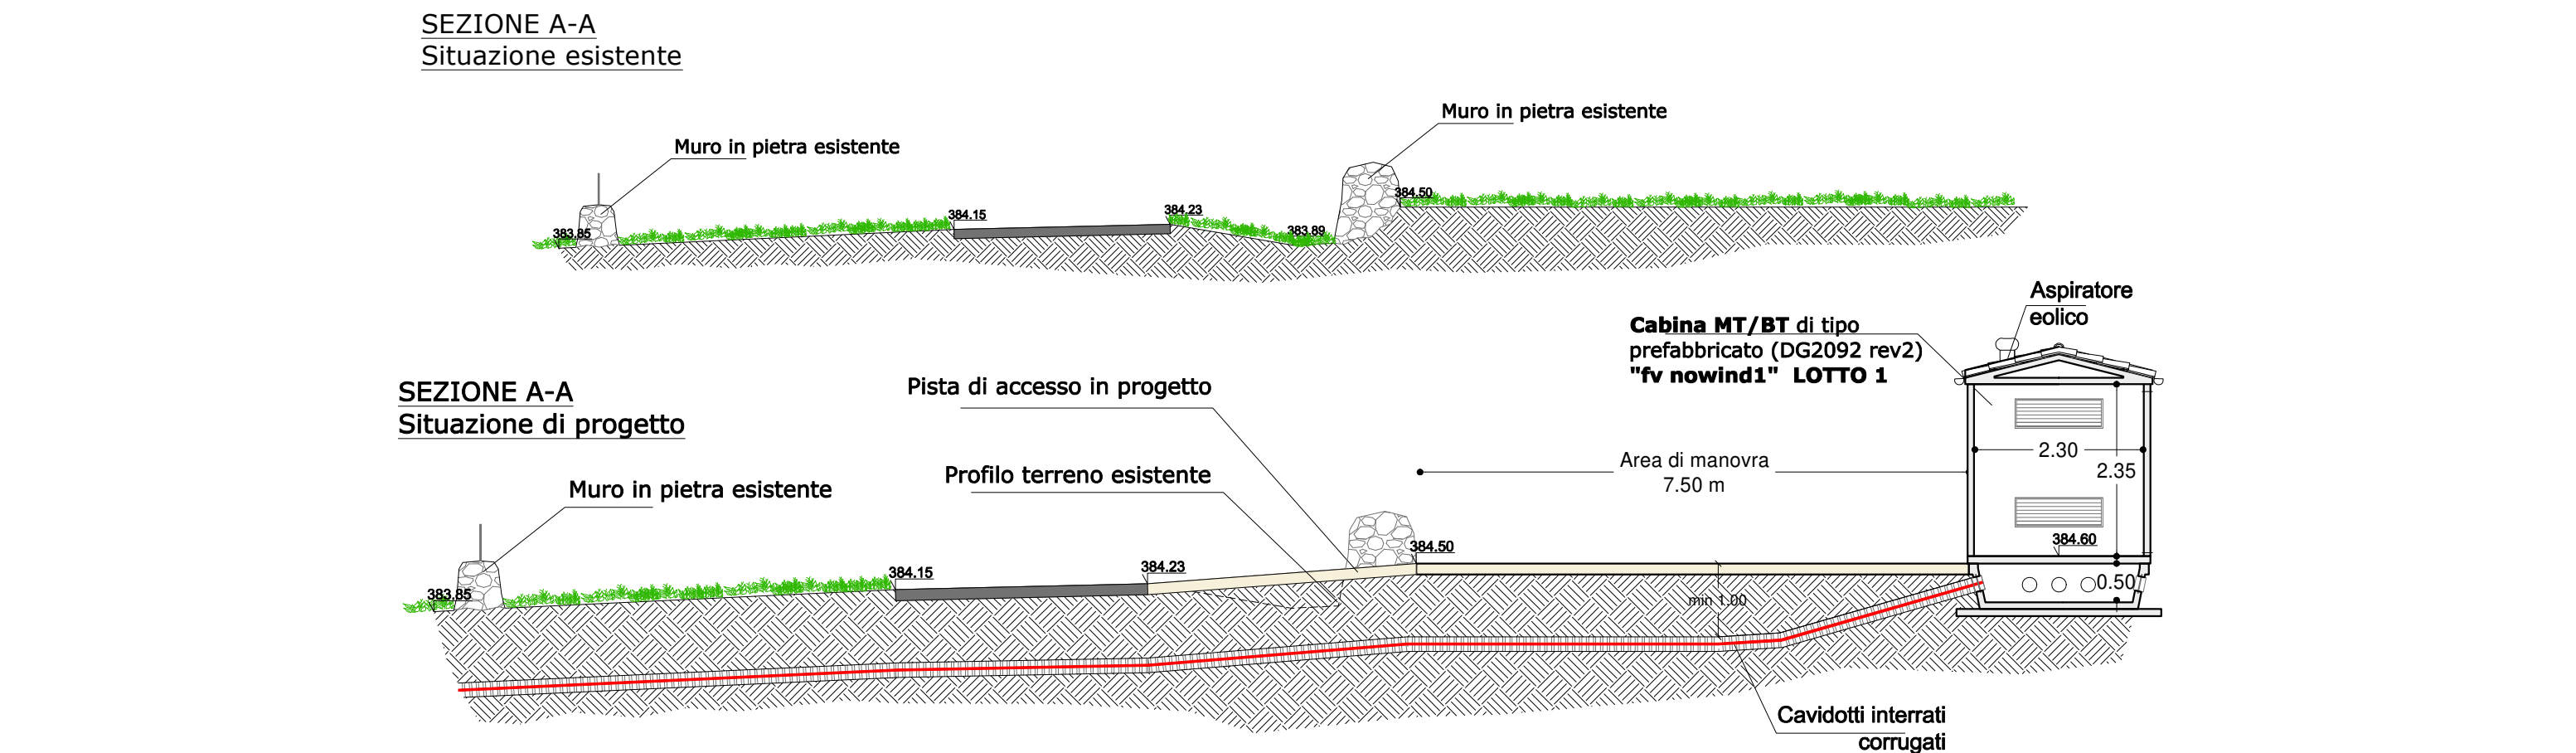 SEZIONE A-A
Situazione esistente
Muro in pietra esistente
Muro in pietra esistente
383.85
384.15
384.23
383.89
384.50
SEZIONE A-A
Situazione di progetto
Aspiratore
eolico
Cabina MT/BT di tipo
prefabbricato (DG2092 rev2)
"fv nowind1" LOTTO 1
Pista di accesso in progetto
Profilo terreno esistente
Muro in pietra esistente
Area di manovra
7.50 m
2.30
2.35
383.85
384.15
384.23
384.50
384.60
0.50
min 1.00
Cavidotti interrati
corrugati